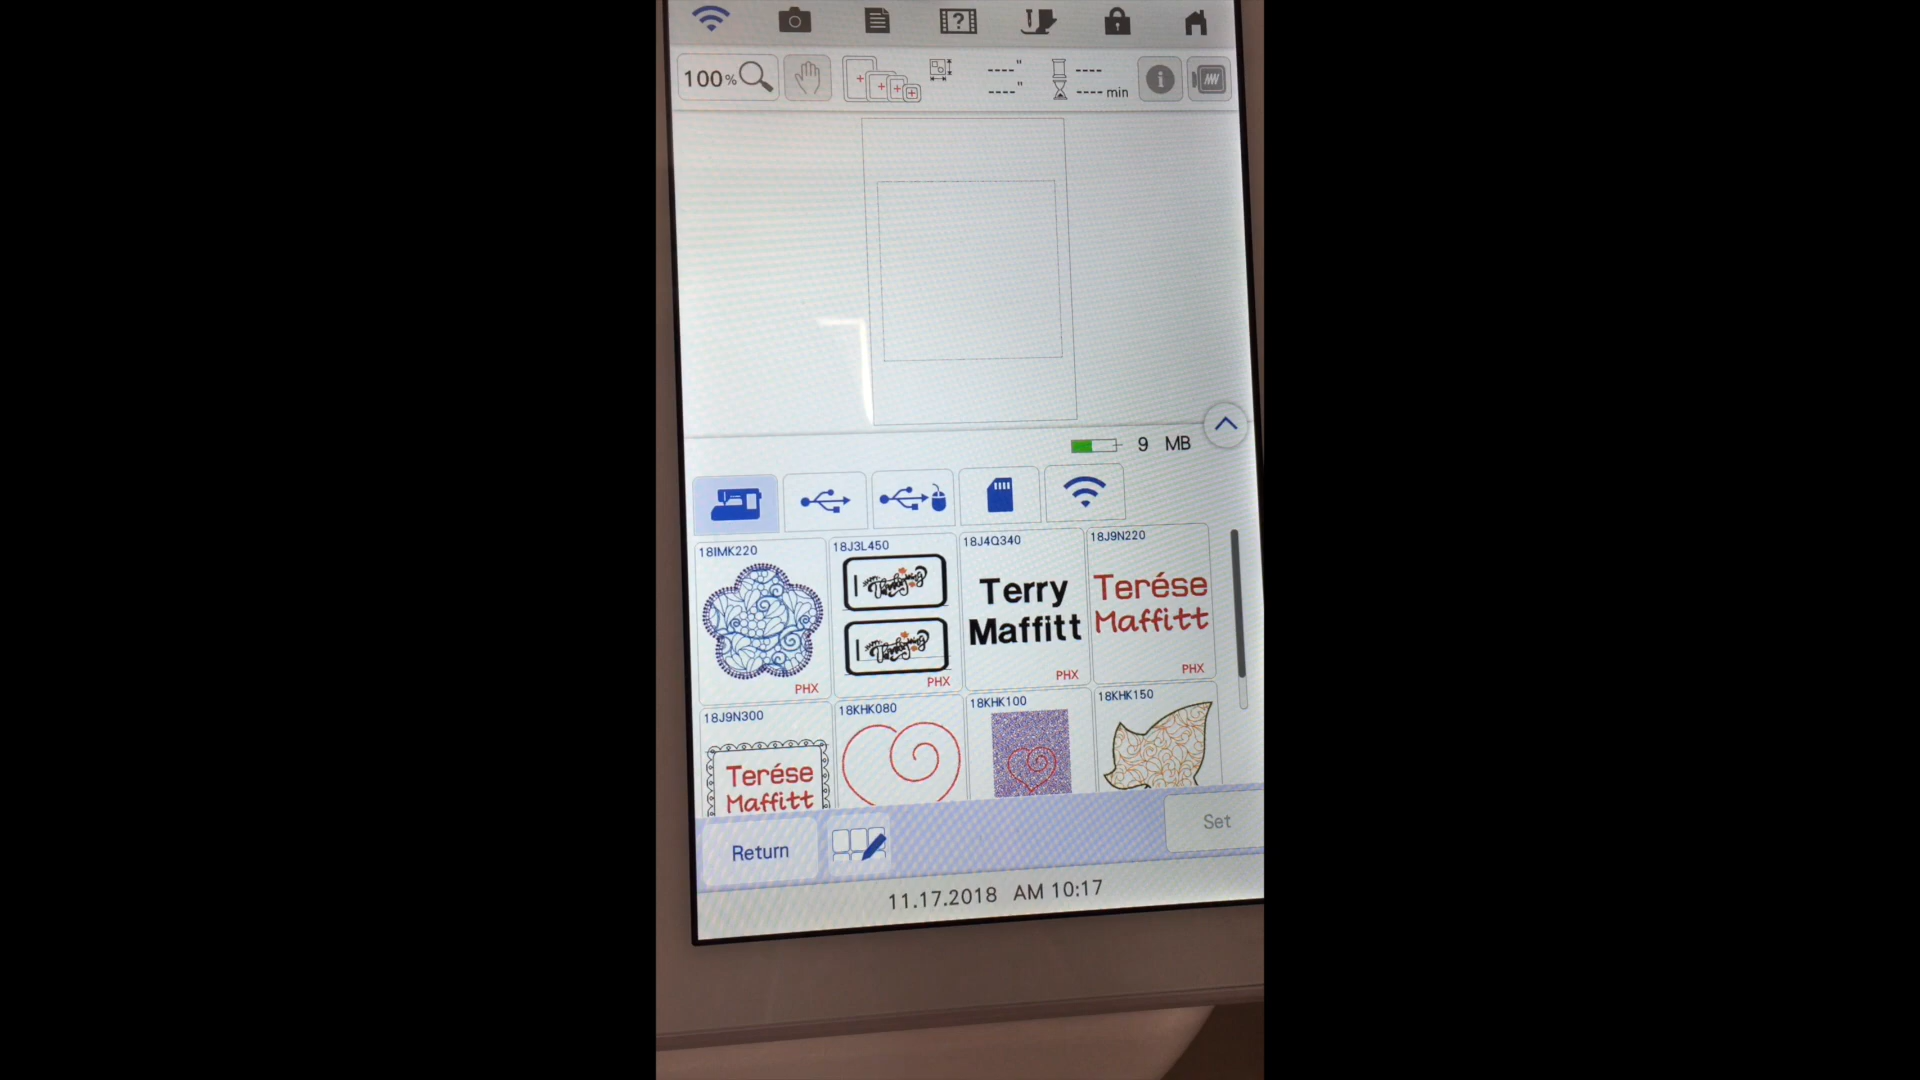 100%
----"
----
----"
---- min
9 MB
18IMK220
18J3L450
18J4Q340
18J9N220
Terry
Maffitt
Terése
Maffitt
PHX
PHX
PHX
PHX
18J9N300
18KHK080
18KHK100
18KHK150
Terése
Maffitt
Return
Set
11.17.2018 AM 10:17